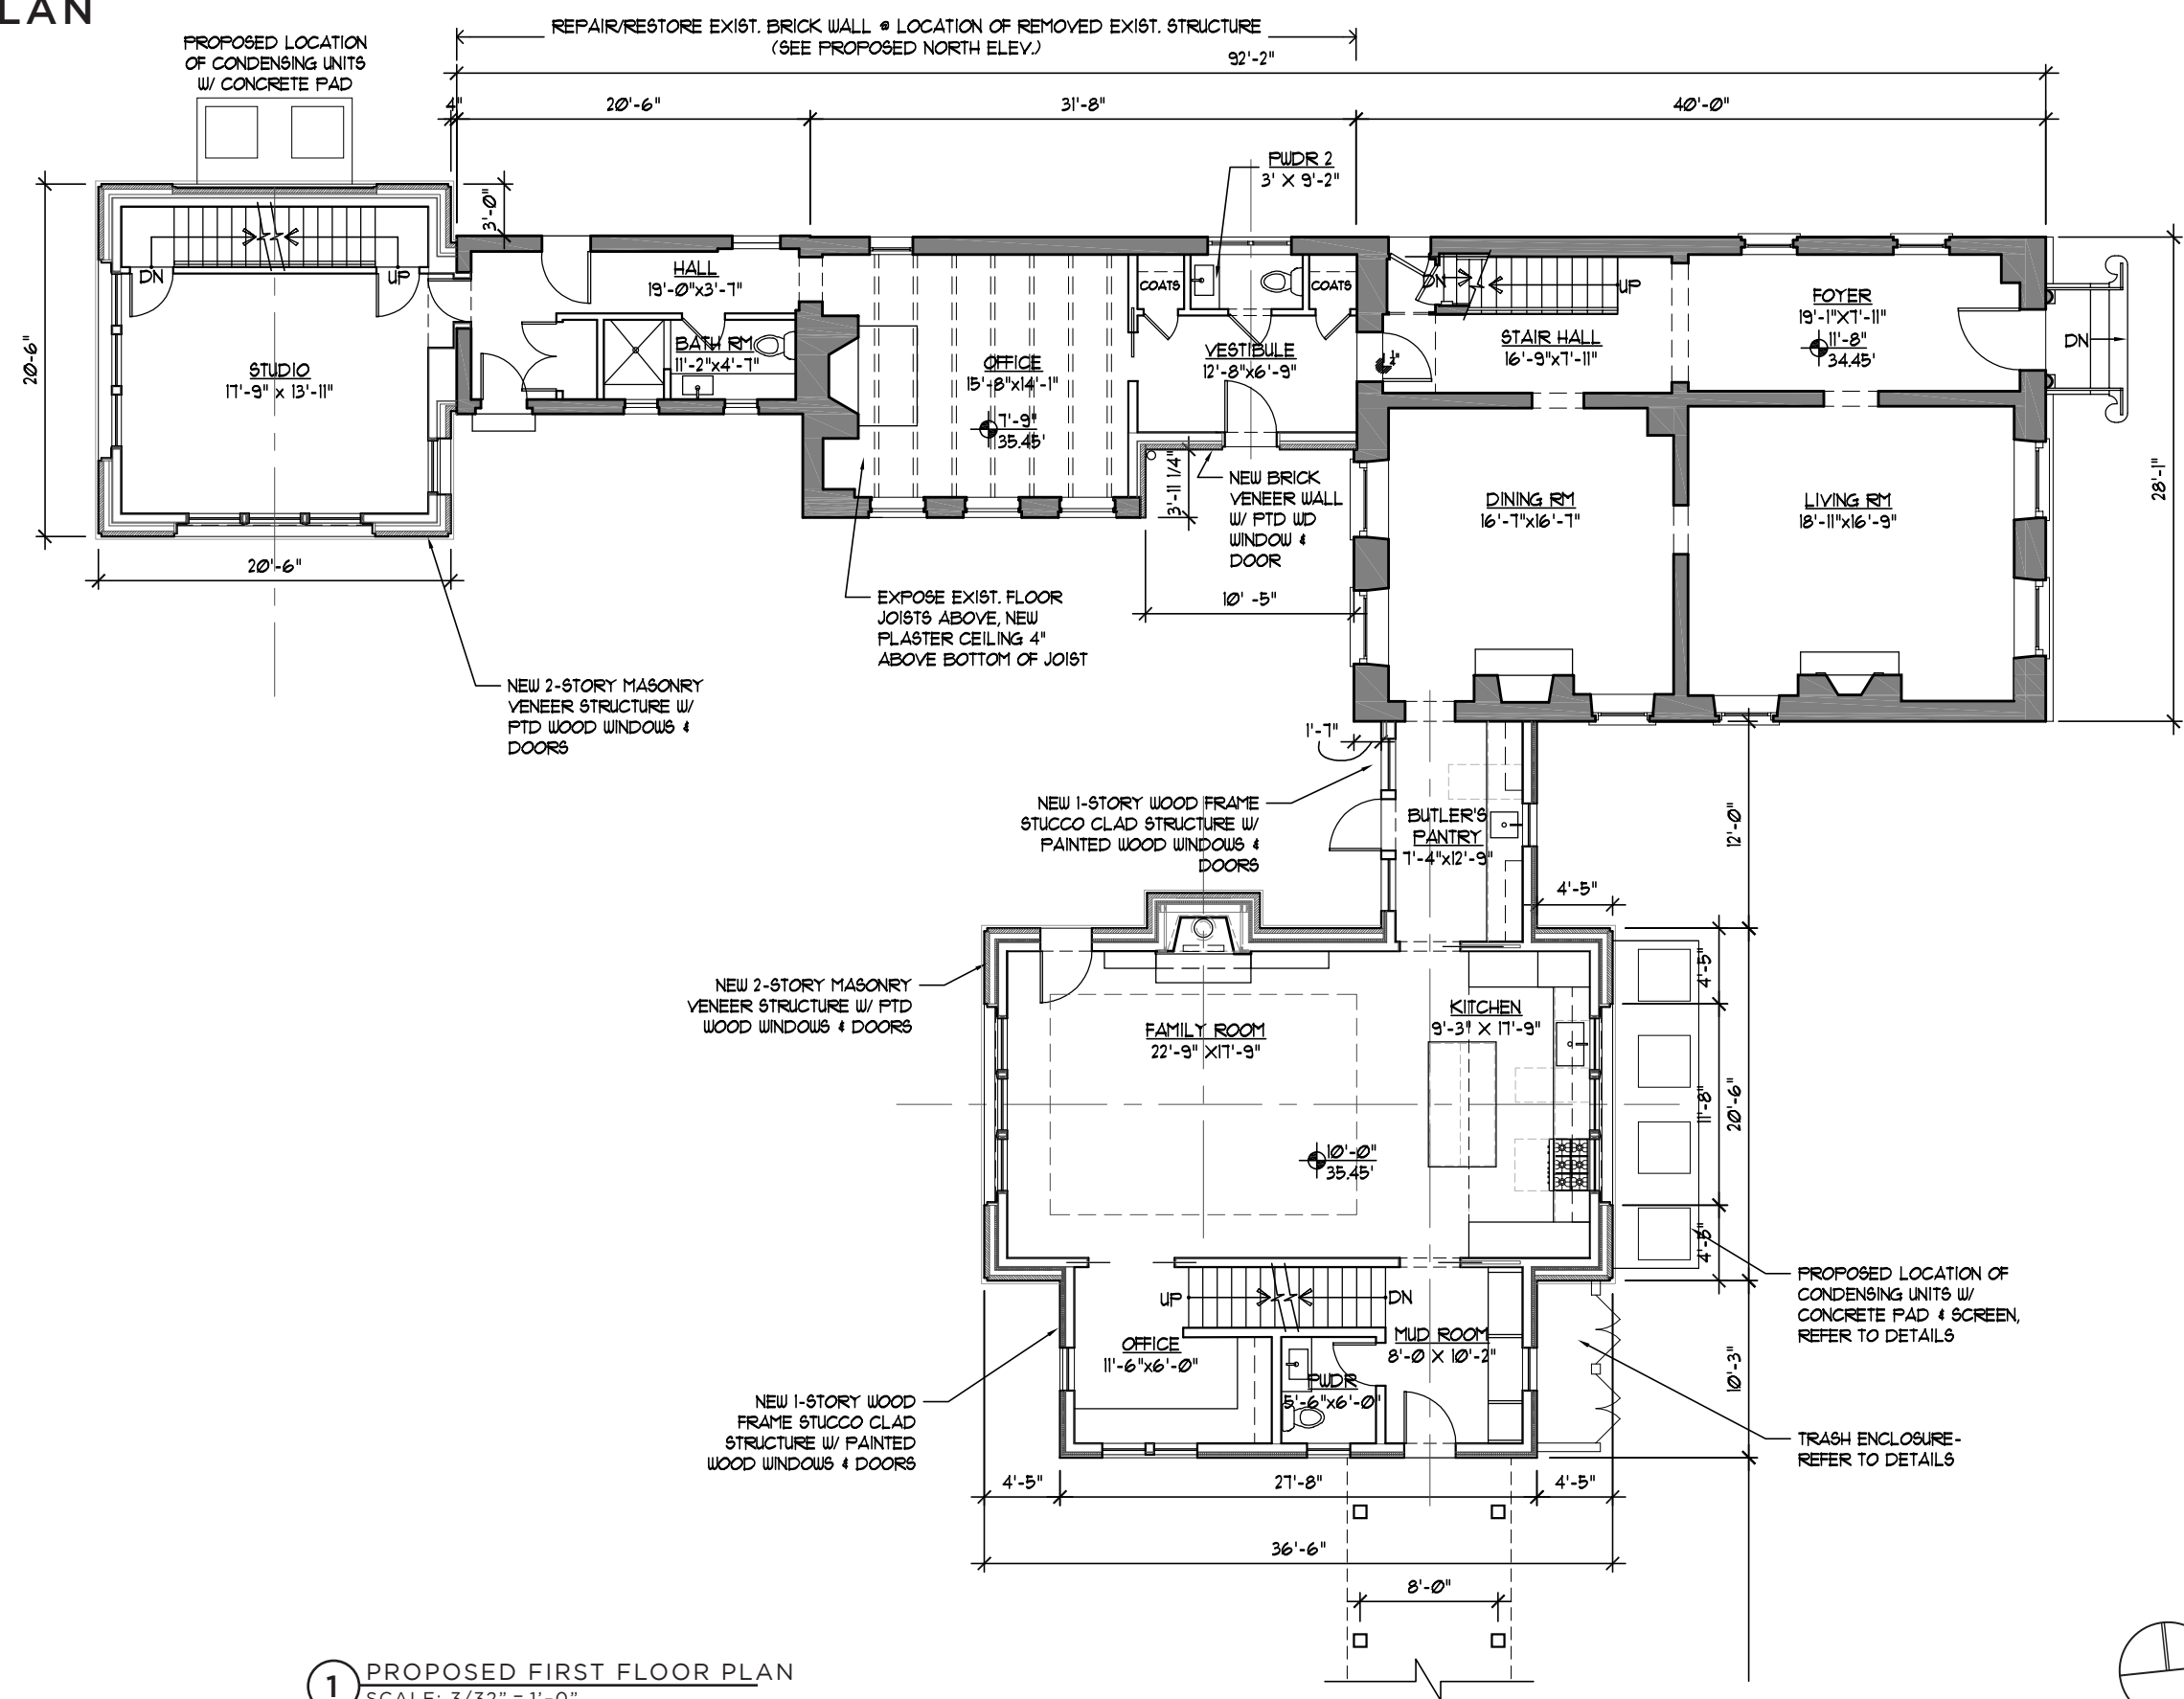 LAN
REPAIR/RESTORE EXIST. BRICK WALL @ LOCATION OF REMOVED EXIST. STRUCTURE
(SEE PROPOSED NORTH ELEV.)
PROPOSED LOCATION
OF CONDENSING UNITS
W/ CONCRETE PAD
92'-2"
4"
20'-6"
31'-8"
40'-0"
PWDR 2
3' X 9'-2"
3'-0"
DN
UP
HALL
19'-0"x3'-7"
COATS
COATS
DN
UP
FOYER
19'-1"x7'-11"
11'-8"
34.45'
DN
20'-6"
STUDIO
17'-9" x 13'-11"
BATH RM
11'-2"x4'-7"
OFFICE
15'-8"x14'-1"
7'-9"
35.45'
VESTIBULE
12'-8"x6'-9"
1/4"
STAIR HALL
16'-9"x7'-11"
28'-1"
3'-11 1/4"
NEW BRICK
VENEER WALL
W/ PTD WD
WINDOW &
DOOR
DINING RM
16'-7"x16'-7"
LIVING RM
18'-11"x16'-9"
20'-6"
10' -5"
EXPOSE EXIST. FLOOR
JOISTS ABOVE, NEW
PLASTER CEILING 4"
ABOVE BOTTOM OF JOIST
NEW 2-STORY MASONRY
VENEER STRUCTURE W/
PTD WOOD WINDOWS &
DOORS
1'-7"
NEW 1-STORY WOOD FRAME
STUCCO CLAD STRUCTURE W/
PAINTED WOOD WINDOWS &
DOORS
BUTLER'S
PANTRY
7'-4"x12'-9"
12'-0"
4'-5"
NEW 2-STORY MASONRY
VENEER STRUCTURE W/ PTD
WOOD WINDOWS & DOORS
4'-5"
FAMILY ROOM
22'-9" X17'-9"
KITCHEN
9'-3" X 17'-9"
11'-8"
20'-6"
10'-0"
35.45'
4'-5"
PROPOSED LOCATION OF
CONDENSING UNITS W/
CONCRETE PAD & SCREEN,
REFER TO DETAILS
UP
DN
OFFICE
11'-6"x6'-0"
MUD ROOM
8'-0 X 10'-2"
PWDR
5'-6"x6'-0"
10'-3"
NEW 1-STORY WOOD
FRAME STUCCO CLAD
STRUCTURE W/ PAINTED
WOOD WINDOWS & DOORS
TRASH ENCLOSURE-
REFER TO DETAILS
4'-5"
27'-8"
4'-5"
36'-6"
8'-0"
1
PROPOSED FIRST FLOOR PLAN
SCALE: 3/32" = 1'-0"